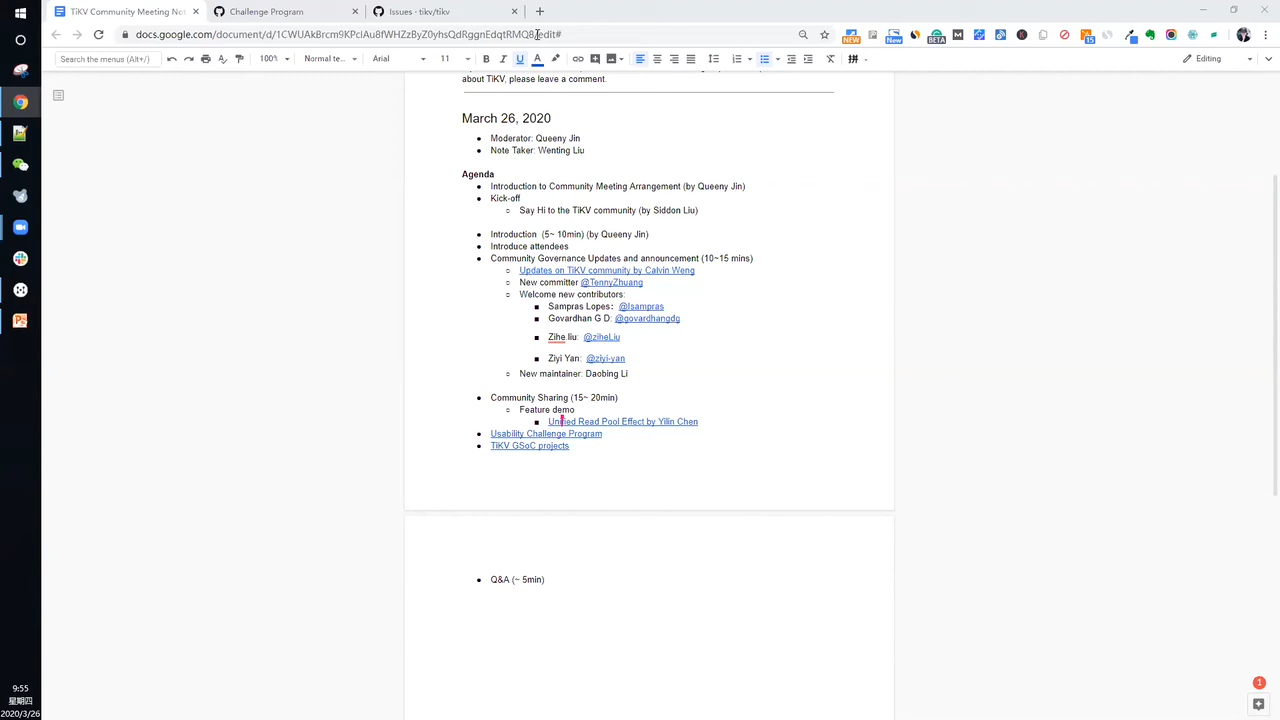 TiKV Community Meeting Not
Challenge Program
Issues · tikv/tikv
docs.google.com/document/d/1CWUAkBrcm9KPclAu8fWHZzByZ0yhsQdRggnEdqtRMQ8/edit#
Search the menus (Alt+/)
100%
Normal te...
Arial
11
Editing
about TiKV, please leave a comment.
March 26, 2020
Moderator: Queeny Jin
Note Taker: Wenting Liu
Agenda
Introduction to Community Meeting Arrangement (by Queeny Jin)
Kick-off
Say Hi to the TiKV community (by Siddon Liu)
Introduction (5~ 10min) (by Queeny Jin)
Introduce attendees
Community Governance Updates and announcement (10~15 mins)
Updates on TiKV community by Calvin Weng
New committer @TennyZhuang
Welcome new contributors:
Sampras Lopes： @lsampras
Govardhan G D: @govardhangdg
Zihe liu: @ziheLiu
Ziyi Yan: @ziyi-yan
New maintainer: Daobing Li
Community Sharing (15~ 20min)
Feature demo
Unified Read Pool Effect by Yilin Chen
Usability Challenge Program
TiKV GSoC projects
Q&A (~ 5min)
1
9:55
星期四
2020/3/26